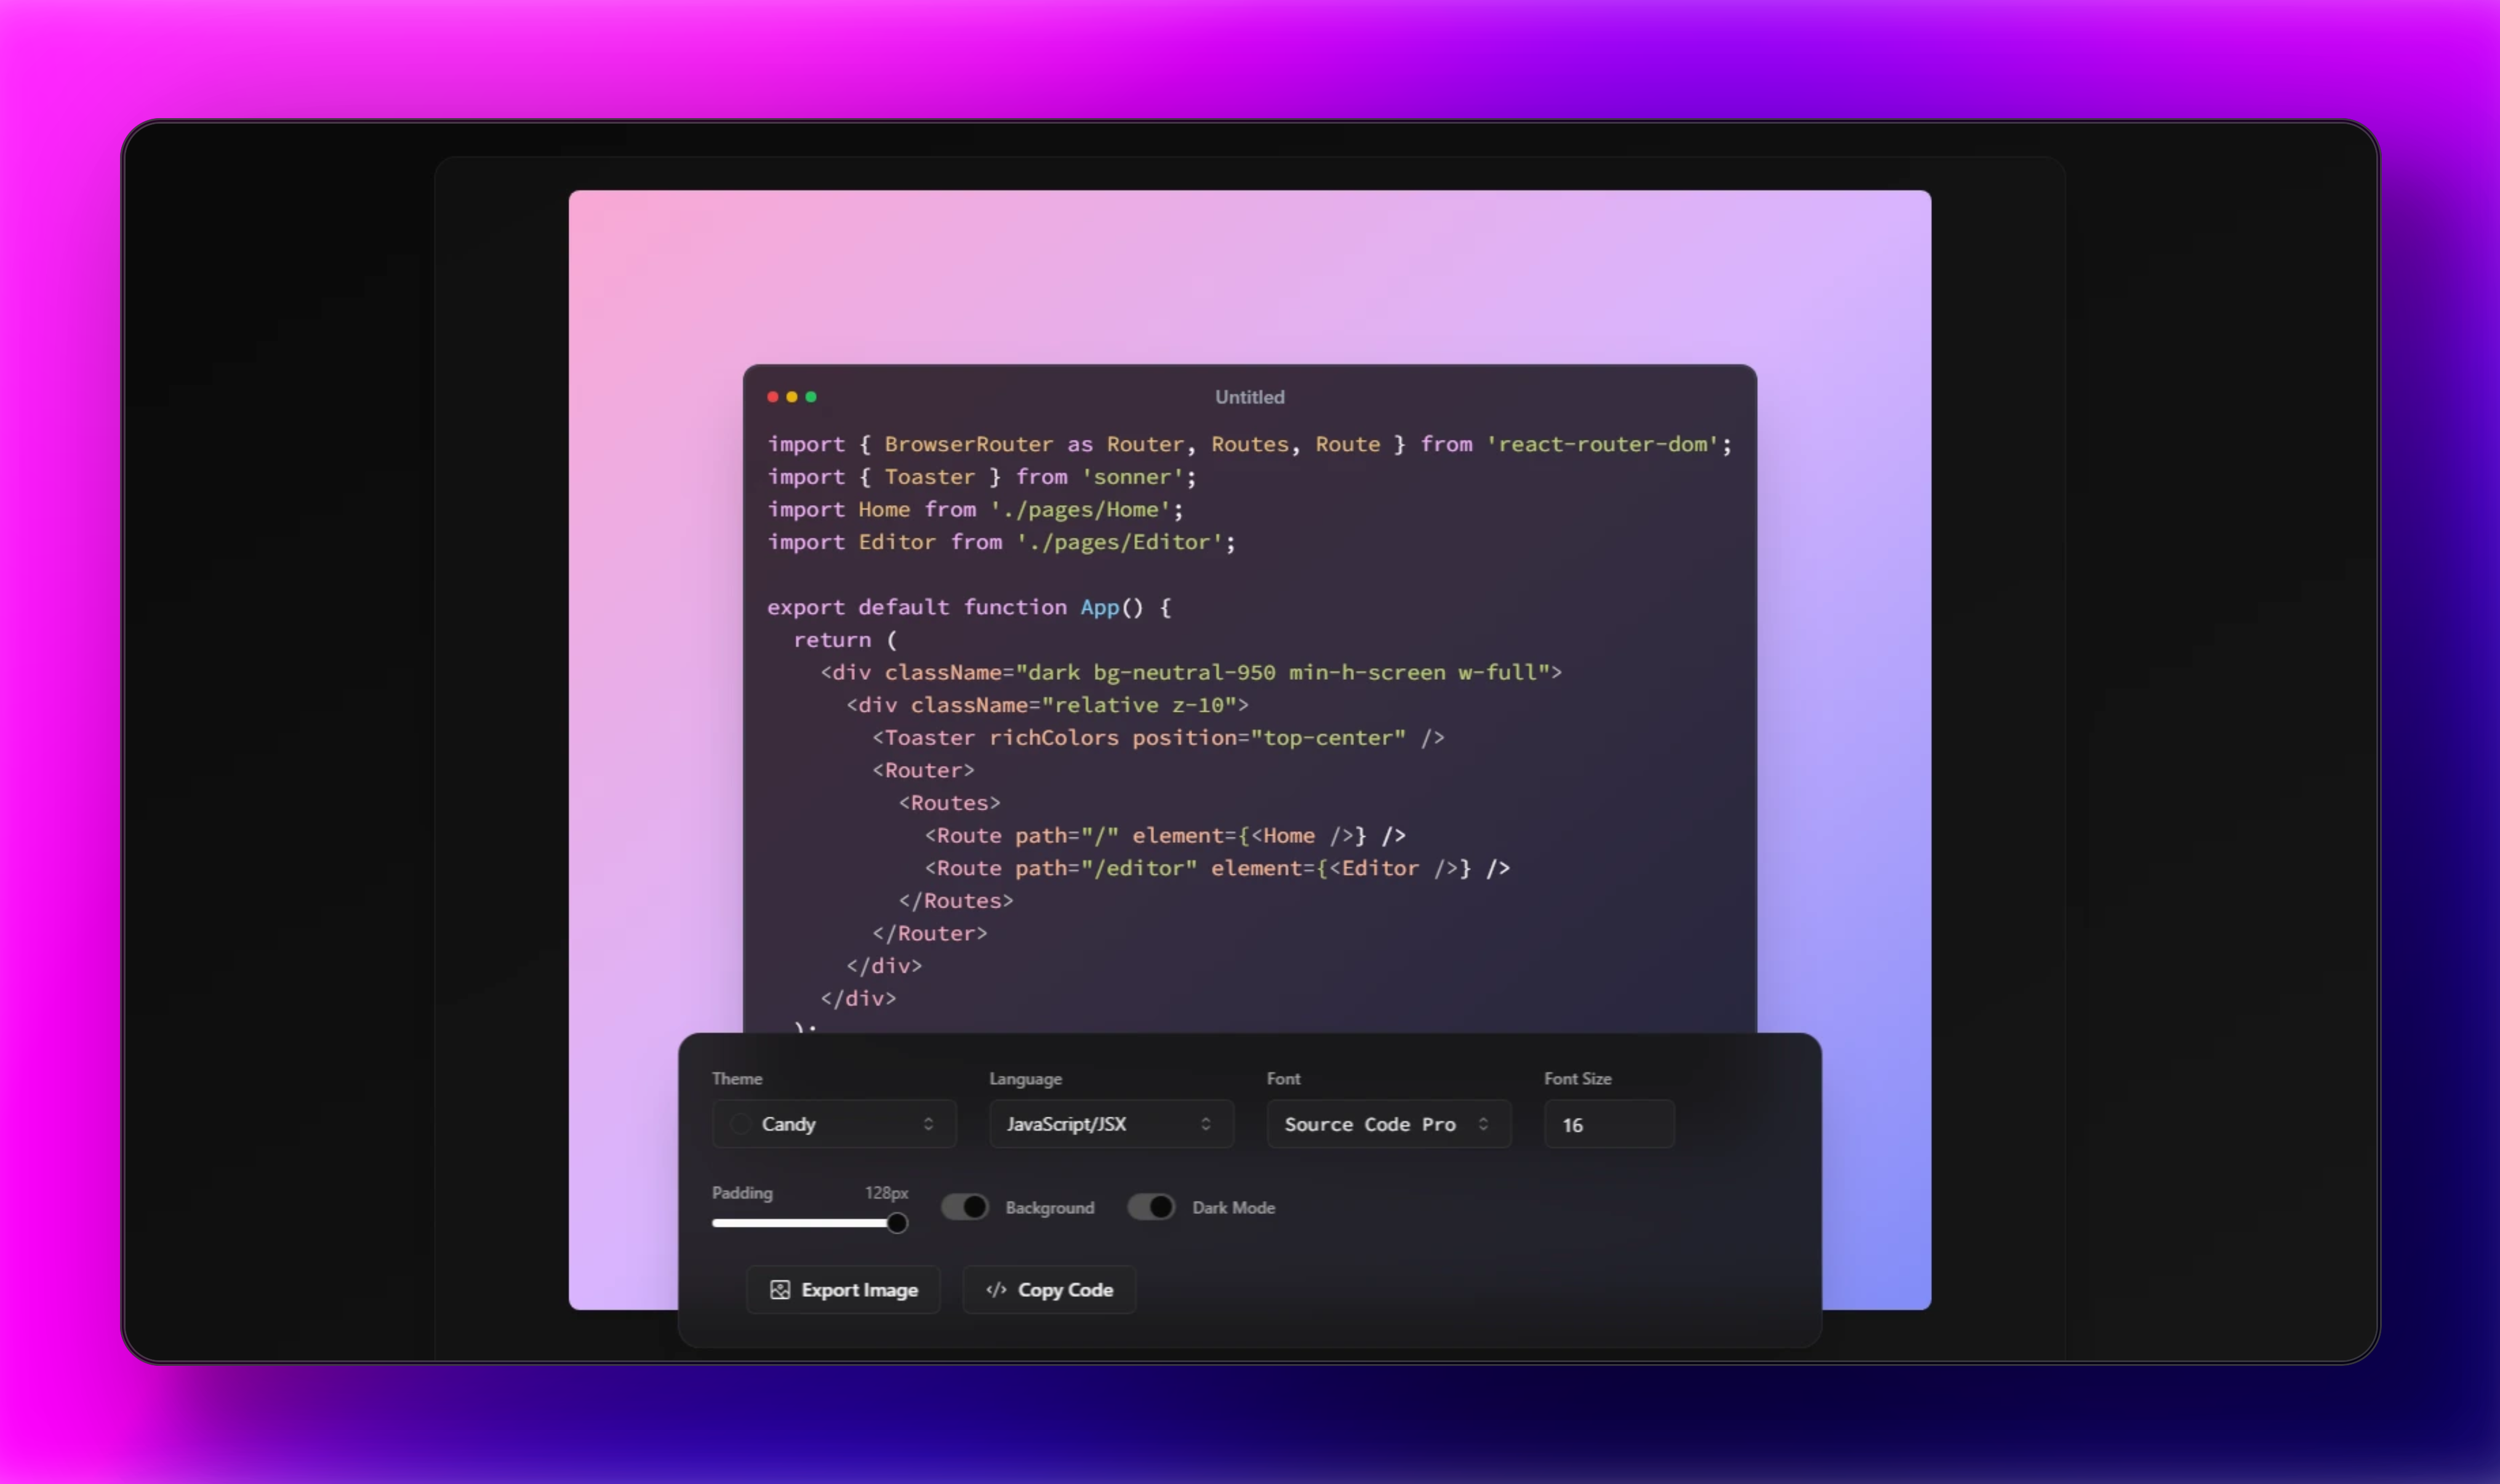 Untitled
import { BrowserRouter as Router, Routes, Route } from 'react-router-dom';
import { Toaster } from 'sonner';
import Home from './pages/Home';
import Editor from './pages/Editor';
export default function App() {
  return (
    <div className="dark bg-neutral-950 min-h-screen w-full">
      <div className="relative z-10">
        <Toaster richColors position="top-center" />
        <Router>
          <Routes>
            <Route path="/" element={<Home />} />
            <Route path="/editor" element={<Editor />} />
          </Routes>
        </Router>
      </div>
    </div>
  );
Theme Language Font Font Size
Candy JavaScript/JSX Source Code Pro 16
Padding 128px Background Dark Mode
Export Image </> Copy Code